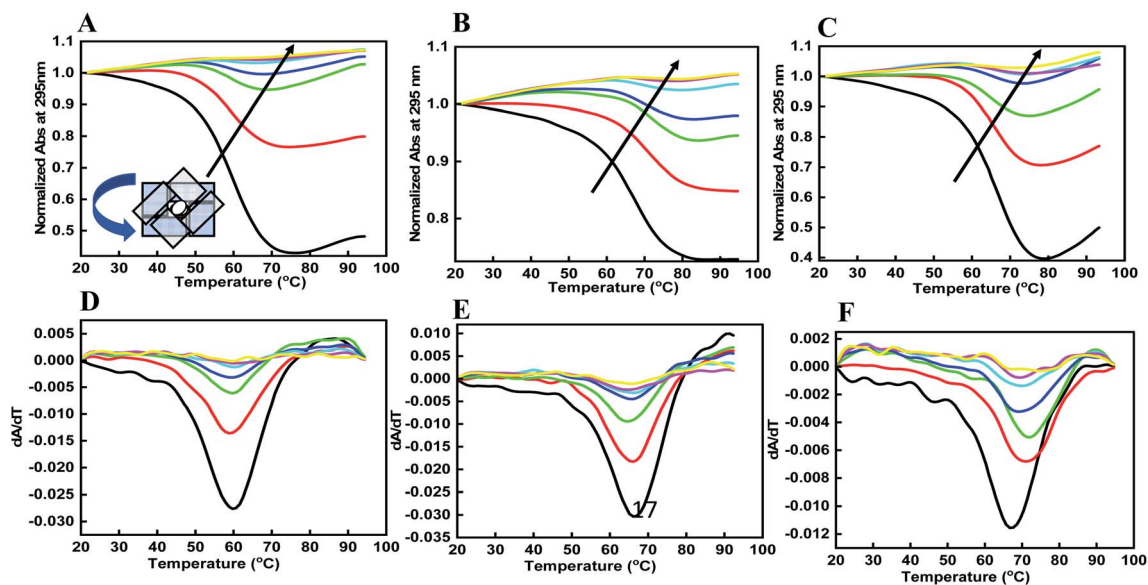 A
Normalized Abs at 295nm
1.1
1.0
0.9
0.8
0.7
0.6
0.5
20 30 40 50 60 70 80 90 100
Temperature (°C)
B
Normalized Abs at 295 nm
1.1
1.0
0.9
0.8
20 30 40 50 60 70 80 90 100
Temperature (°C)
C
Normalized Abs at 295 nm
1.1
1.0
0.9
0.8
0.7
0.6
0.5
0.4
20 30 40 50 60 70 80 90 100
Temperature (°C)
D
dA/dT
0.005
0.000
-0.005
-0.010
-0.015
-0.020
-0.025
-0.030
20 30 40 50 60 70 80 90 100
Temperature (°C)
E
dA/dT
0.010
0.005
0.000
-0.005
-0.010
-0.015
-0.020
-0.025
-0.030
-0.035
-0.040
17
20 30 40 50 60 70 80 90 100
Temperature (°C)
F
dA/dT
0.002
0.000
-0.002
-0.004
-0.006
-0.008
-0.010
-0.012
20 30 40 50 60 70 80 90 100
Temperature (°C)